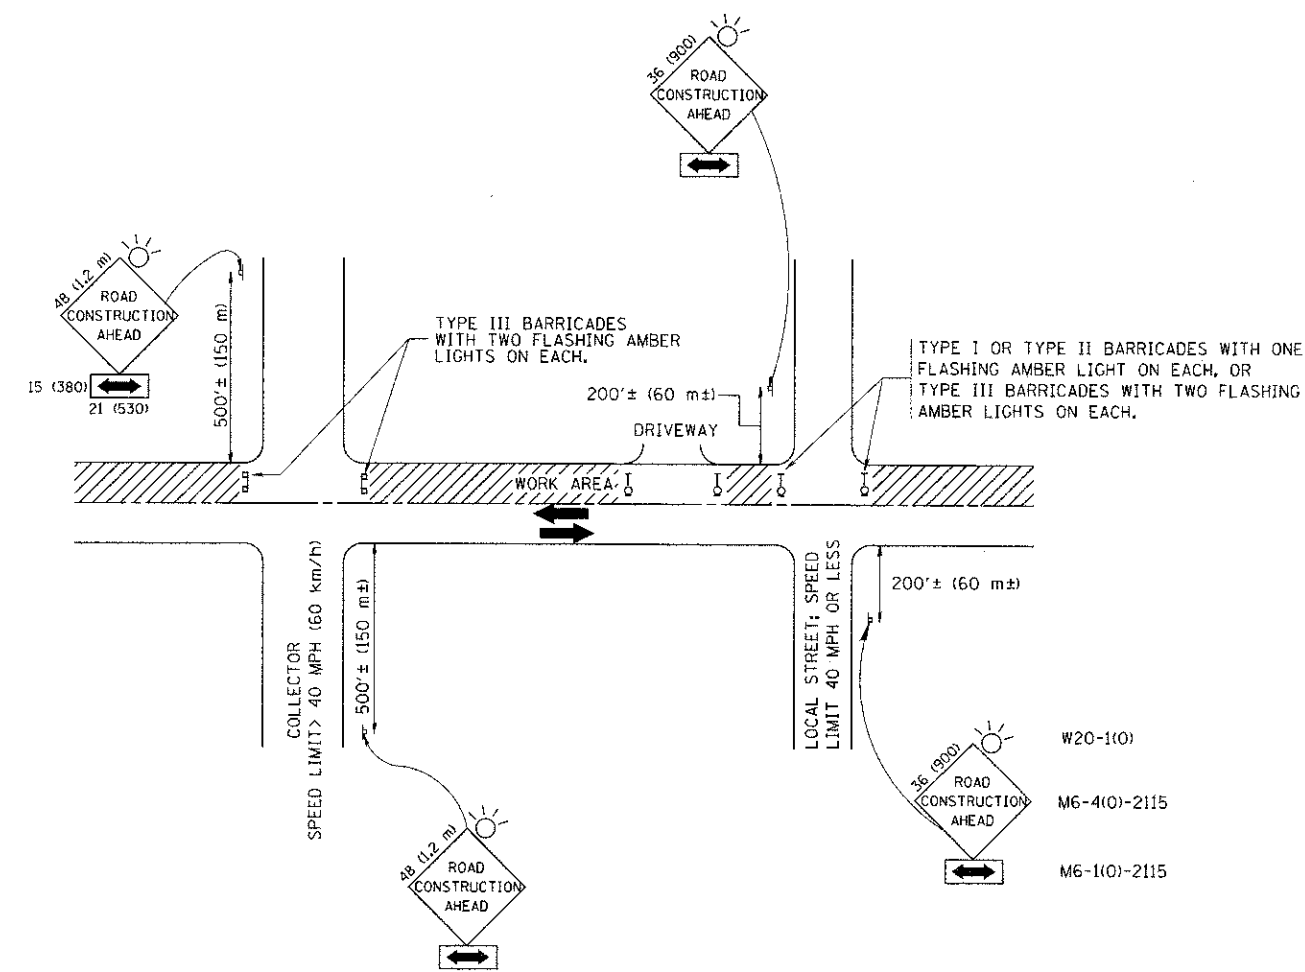 36 (900)
ROAD
CONSTRUCTION
AHEAD
48 (1.2 m)
ROAD
CONSTRUCTION
AHEAD
15 (380)
21 (530)
500'± (150 m)
TYPE III BARRICADES
WITH TWO FLASHING AMBER
LIGHTS ON EACH.
200'± (60 m±)
DRIVEWAY
TYPE I OR TYPE II BARRICADES WITH ONE
FLASHING AMBER LIGHT ON EACH, OR
TYPE III BARRICADES WITH TWO FLASHING
AMBER LIGHTS ON EACH.
WORK AREA
COLLECTOR
SPEED LIMIT> 40 MPH (60 km/h)
500'± (150 m±)
LOCAL STREET; SPEED
LIMIT 40 MPH OR LESS
200'± (60 m±)
36 (900)
ROAD
CONSTRUCTION
AHEAD
W20-1(O)
M6-4(O)-2115
M6-1(O)-2115
48 (1.2 m)
ROAD
CONSTRUCTION
AHEAD